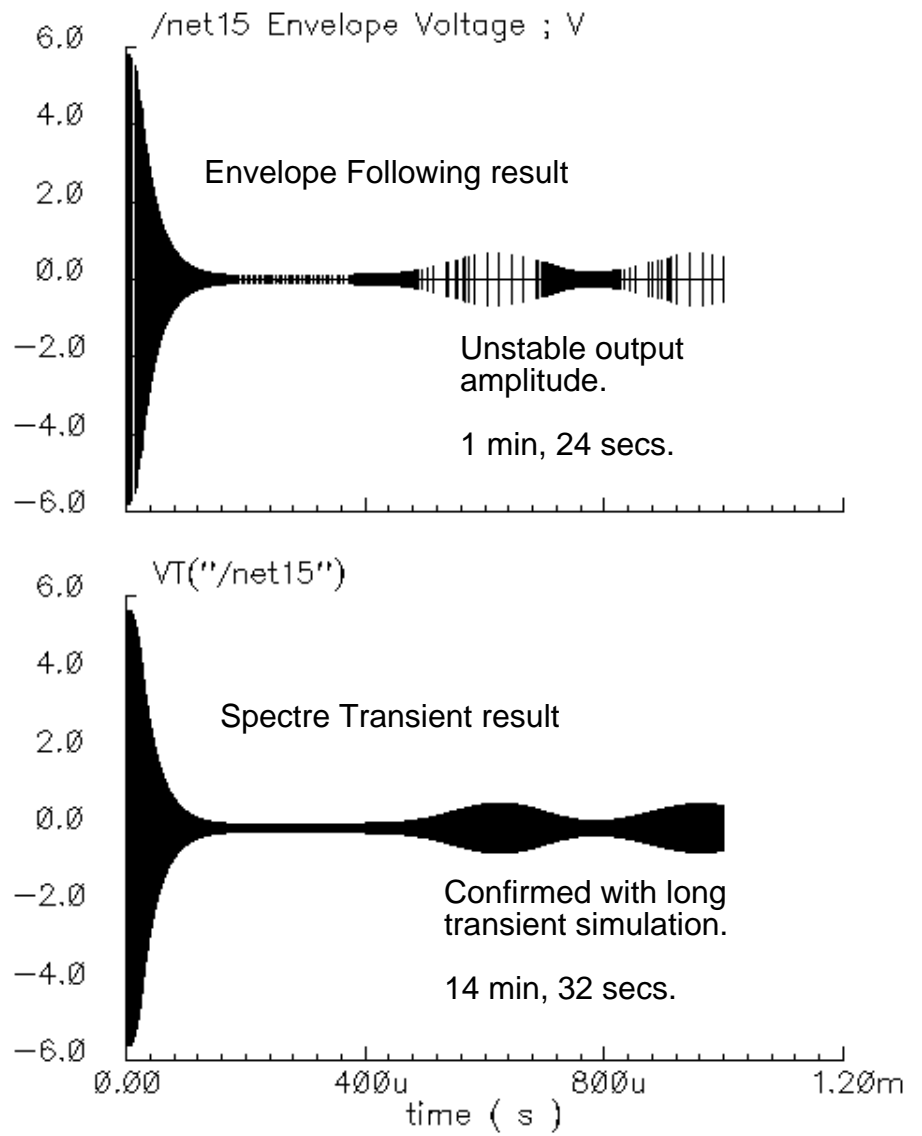 /net15 Envelope Voltage ; V
6.0
4.0
Envelope Following result
2.0
0.0
-2.0
Unstable output
amplitude.
-4.0
1 min, 24 secs.
-6.0
VT("/net15")
6.0
4.0
Spectre Transient result
2.0
0.0
-2.0
Confirmed with long
transient simulation.
-4.0
14 min, 32 secs.
-6.0
0.00 400u 800u 1.20m
time ( s )